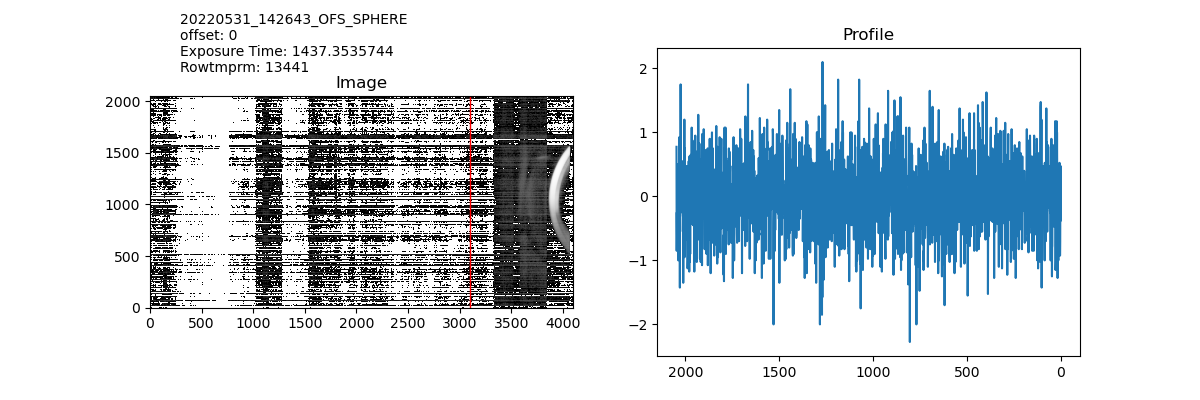 20220531_142643_OFS_SPHERE
offset: 0
Exposure Time: 1437.3535744
Rowtmprm: 13441
Image
2000
1500
1000
500
0
0 500 1000 1500 2000 2500 3000 3500 4000
Profile
2
1
0
−1
−2
2000 1500 1000 500 0